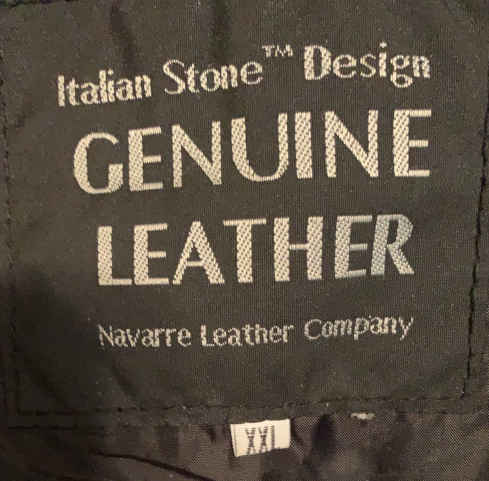 Italian Stone™ Design
GENUINE
LEATHER
Navarre Leather Company
XXL